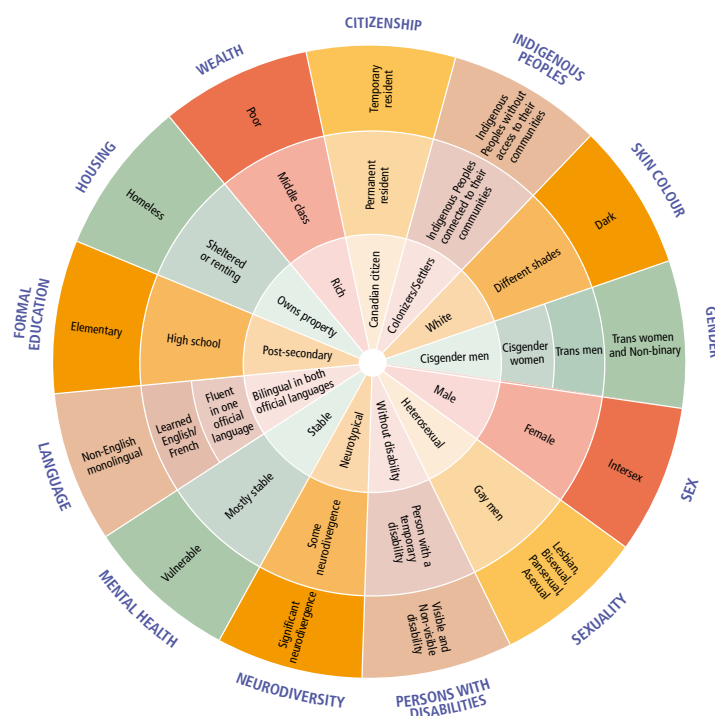 CITIZENSHIP
Temporary
resident
Permanent
resident
Canadian citizen
INDIGENOUS
PEOPLES
Indigenous
Peoples without
access to their
communities
Indigenous Peoples
connected to their
communities
Colonizers/Settlers
SKIN COLOUR
Dark
Different shades
White
GENDER
Trans women
and Non-binary
Trans men
Cisgender
women
Cisgender men
SEX
Intersex
Female
Male
SEXUALITY
Lesbian,
Bisexual,
Pansexual,
Asexual
Gay men
Heterosexual
PERSONS WITH
DISABILITIES
Visible and
Non-visible
disability
Person with a
temporary
disability
Without disability
NEURODIVERSITY
Significant
neurodivergence
Some
neurodivergence
Neurotypical
MENTAL HEALTH
Vulnerable
Mostly stable
Stable
LANGUAGE
Non-English
monolingual
Learned
English/
French
Fluent
in one
official
language
Bilingual in both
official languages
FORMAL
EDUCATION
Elementary
High school
Post-secondary
HOUSING
Homeless
Sheltered
or renting
Owns property
WEALTH
Poor
Middle class
Rich